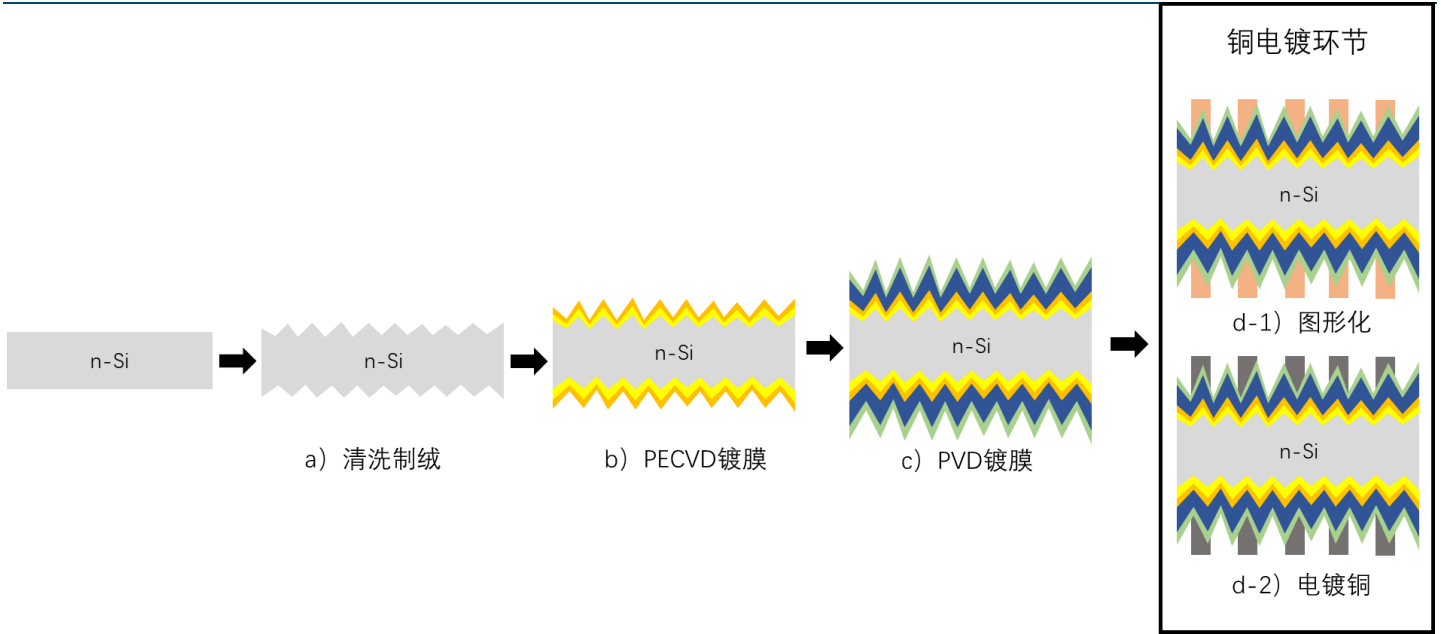 铜电镀环节
n-Si
d-1）图形化
n-Si
n-Si
n-Si
n-Si
n-Si
a）清洗制绒
b）PECVD镀膜
c）PVD镀膜
d-2）电镀铜